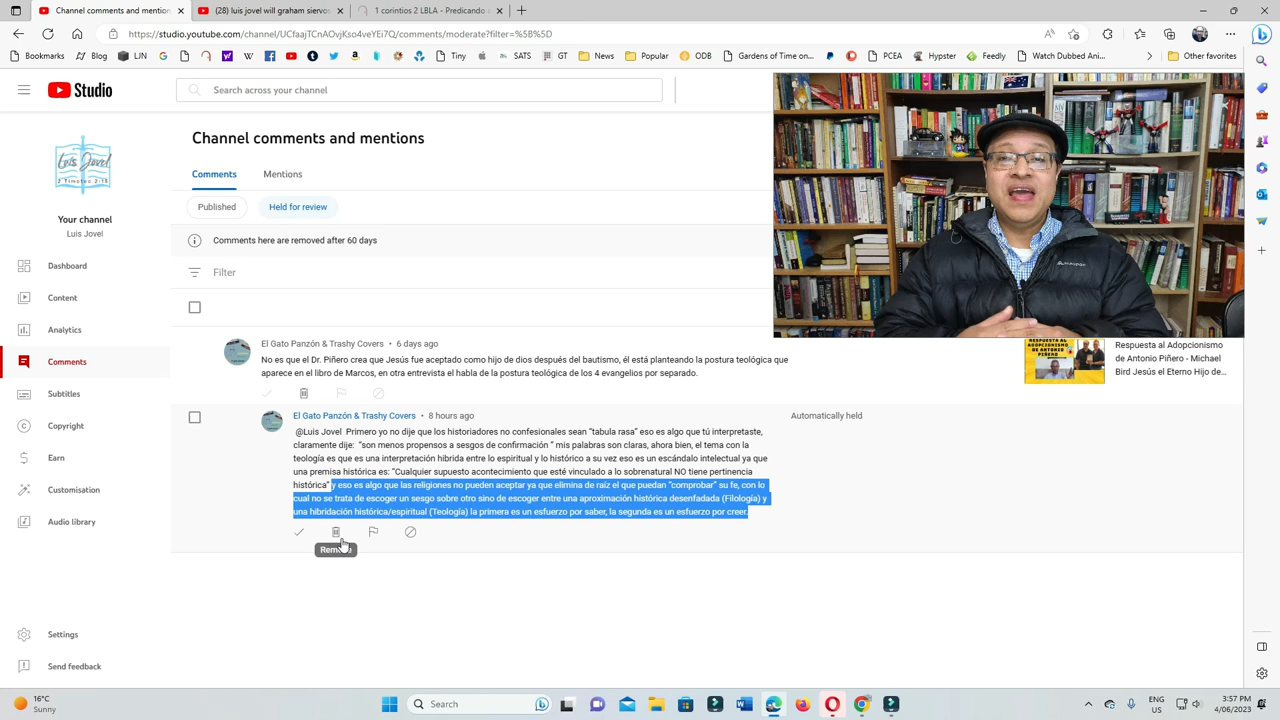 Channel comments and mentions
(28) luis jovel will graham siervo
1 corintios 2 LBLA - Predicando
https://studio.youtube.com/channel/UCfaajTCnAOvjKso4veYEi7Q/comments/moderate?filter=%5B%5D
Bookmarks
Blog
LIN
W
Tiny
SATS
GT
News
Popular
ODB
Gardens of Time on...
PCEA
Hypster
Feedly
Watch Dubbed Ani...
Other favorites
Studio
Search across your channel
Luis Jovel
2 Timoteo 2:15
Your channel
Luis Jovel
Dashboard
Content
Analytics
Comments
Subtitles
Copyright
Earn
Customisation
Audio library
Settings
Send feedback
Channel comments and mentions
Comments
Mentions
Published
Held for review
Comments here are removed after 60 days
Filter
El Gato Panzón & Trashy Covers • 6 days ago
No es que el Dr. Piñero crea que Jesús fue aceptado como hijo de dios después del bautismo, él está planteando la postura teológica que
aparece en el libro de Marcos, en otra entrevista el habla de la postura teológica de los 4 evangelios por separado.
RESPUESTA AL
ADOPCIONISMO
DE ANTONIO
PIÑERO
Respuesta al Adopcionismo
de Antonio Piñero - Michael
Bird Jesús el Eterno Hijo de...
El Gato Panzón & Trashy Covers • 8 hours ago
Automatically held
@Luis Jovel Primero yo no dije que los historiadores no confesionales sean “tabula rasa” eso es algo que tú interpretaste,
claramente dije: “son menos propensos a sesgos de confirmación ” mis palabras son claras, ahora bien, el tema con la
teología es que es una interpretación hibrida entre lo espiritual y lo histórico a su vez eso es un escándalo intelectual ya que
una premisa histórica es: “Cualquier supuesto acontecimiento que esté vinculado a lo sobrenatural NO tiene pertinencia
histórica” y eso es algo que las religiones no pueden aceptar ya que elimina de raíz el que puedan “comprobar” su fe, con lo
cual no se trata de escoger un sesgo sobre otro sino de escoger entre una aproximación histórica desenfadada (Filología) y
una hibridación histórica/espiritual (Teología) la primera es un esfuerzo por saber, la segunda es un esfuerzo por creer.
16°C
Sunny
Search
ENG
US
3:57 PM
4/06/2023